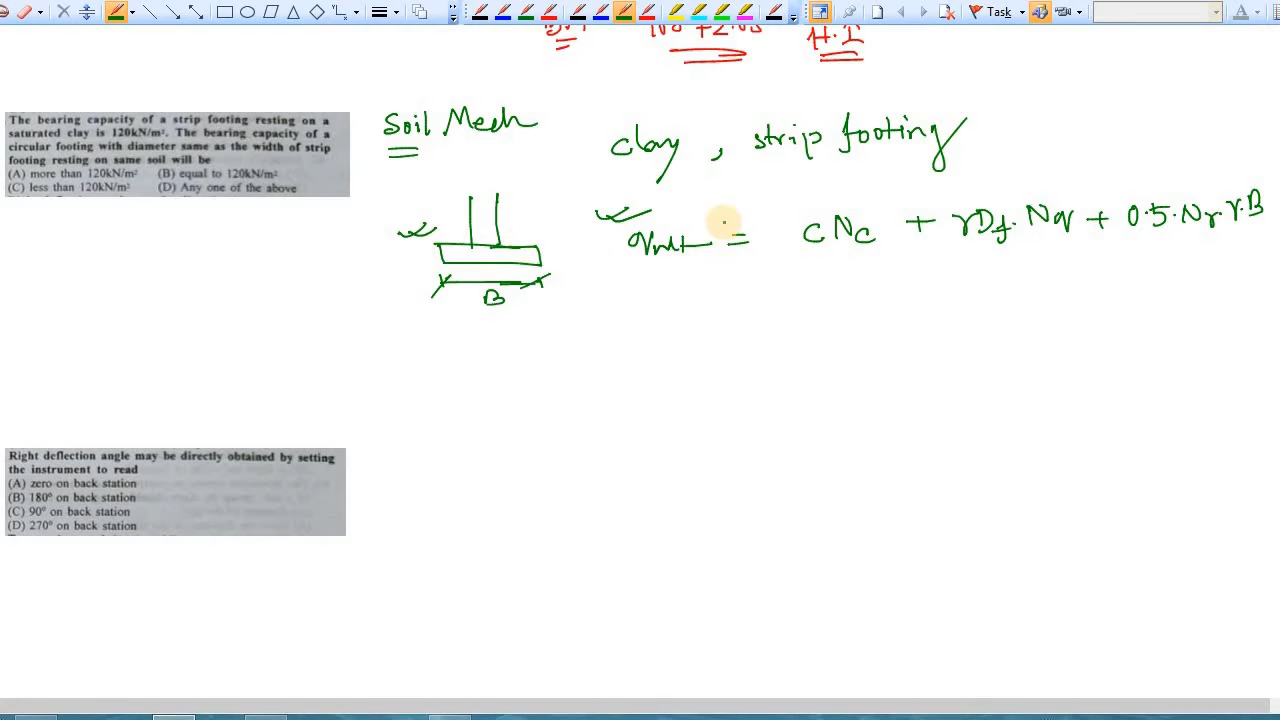 Task
H.I
The bearing capacity of a strip footing resting on a
saturated clay is 120kN/m². The bearing capacity of a
circular footing with diameter same as the width of strip
footing resting on same soil will be
(A) more than 120kN/m² (B) equal to 120kN/m²
(C) less than 120kN/m² (D) Any one of the above
Soil Mech
clay , strip footing
qult = CNc + γDf.Nq + 0.5.Nγ.γ.B
B
Right deflection angle may be directly obtained by setting
the instrument to read
(A) zero on back station
(B) 180° on back station
(C) 90° on back station
(D) 270° on back station